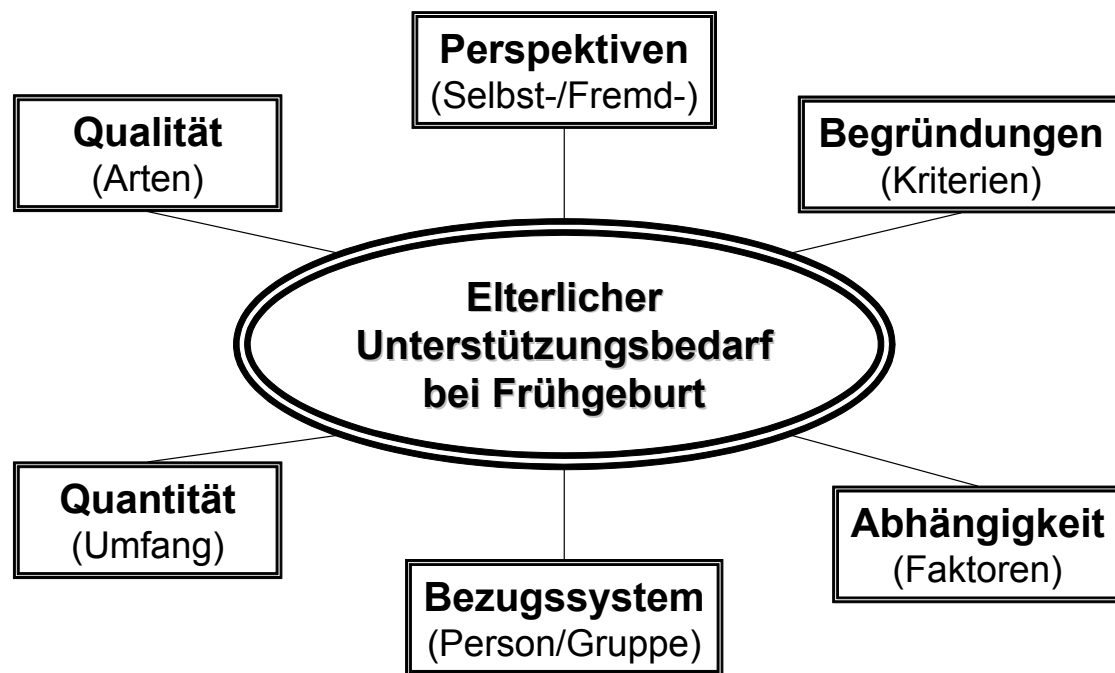 Perspektiven
(Selbst-/Fremd-)
Qualität
(Arten)
Begründungen
(Kriterien)
Elterlicher
Unterstützungsbedarf
bei Frühgeburt
Quantität
(Umfang)
Abhängigkeit
(Faktoren)
Bezugssystem
(Person/Gruppe)